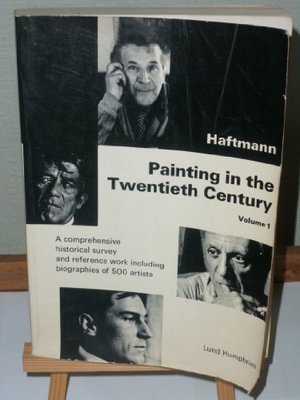 Haftmann
Painting in the
Twentieth Century
Volume 1
A comprehensive
historical survey
and reference work including
biographies of 500 artists
Lund Humphries